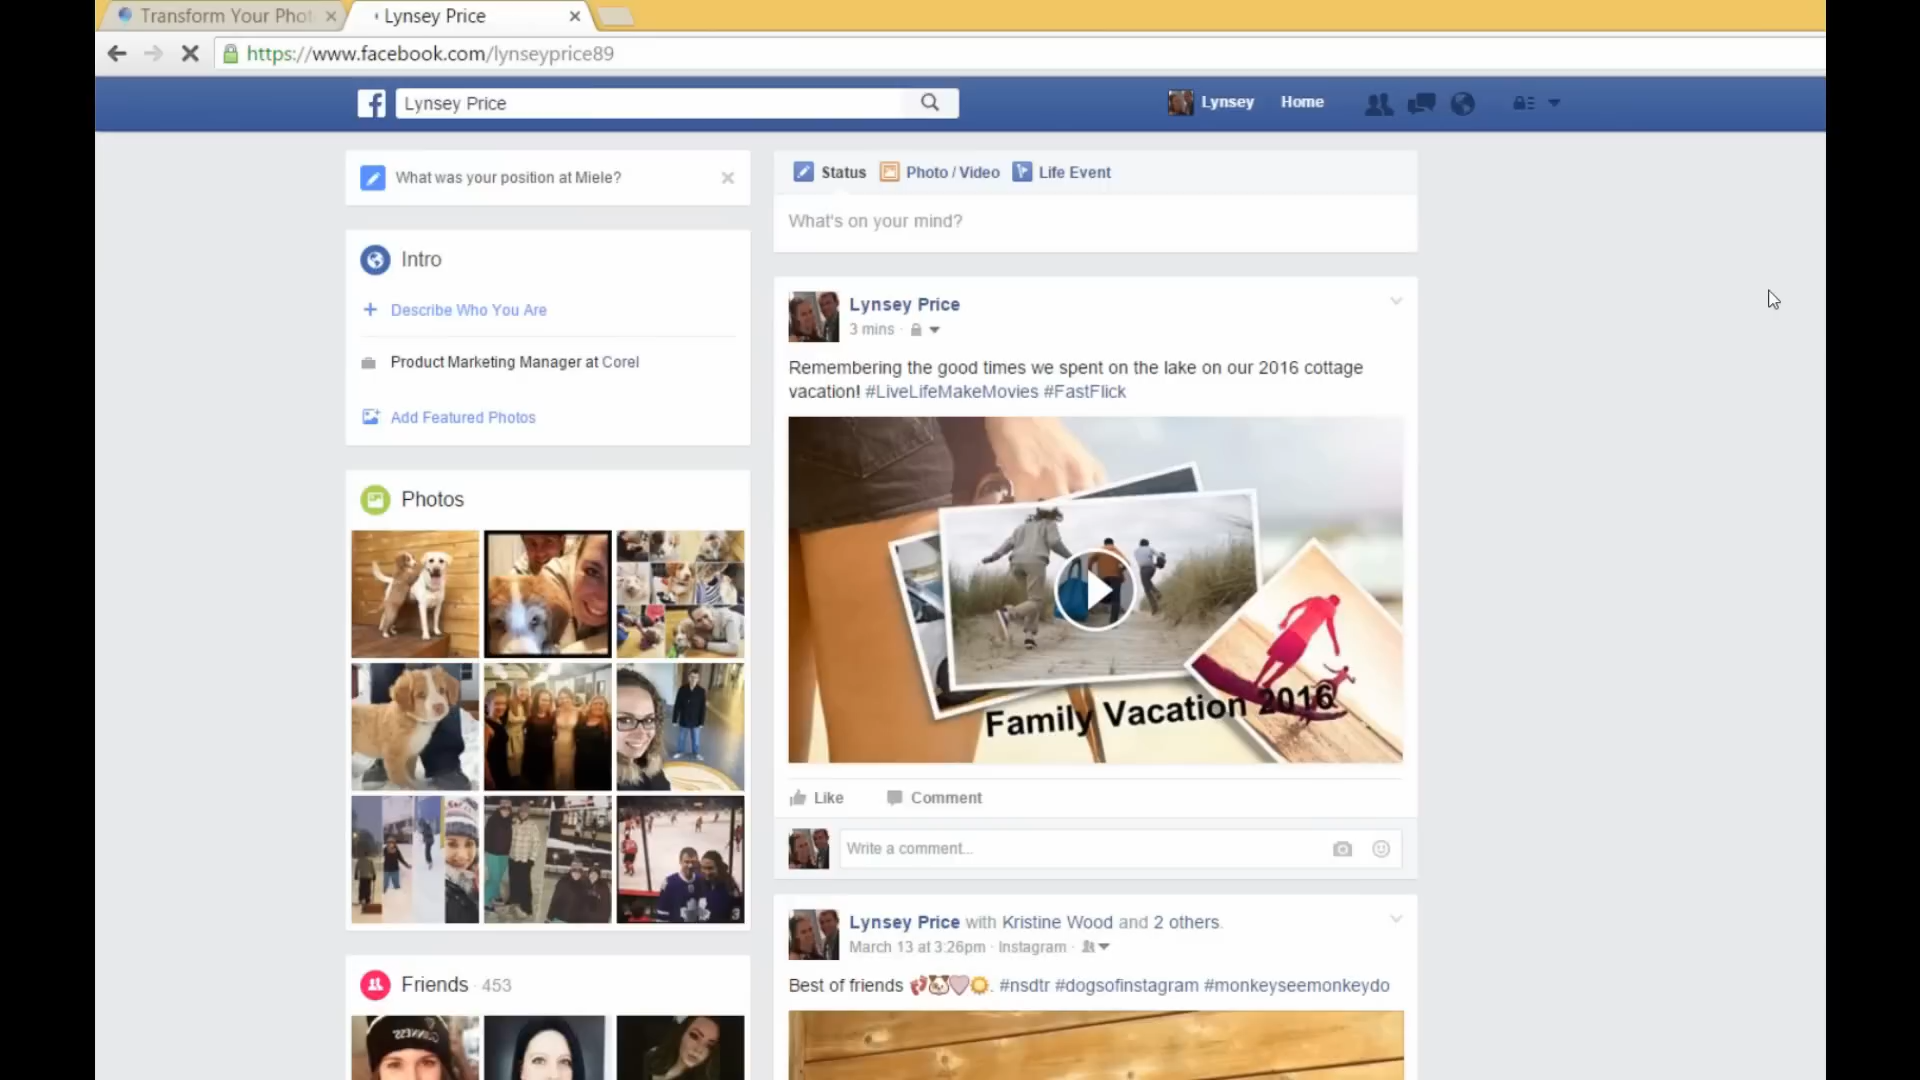 Transform Your Phot
Lynsey Price
https://www.facebook.com/lynseyprice89
Lynsey Price
Lynsey
Home
What was your position at Miele?
Intro
Describe Who You Are
Product Marketing Manager at Corel
Add Featured Photos
Photos
Friends · 453
Status
Photo / Video
Life Event
What's on your mind?
Lynsey Price
3 mins ·
Remembering the good times we spent on the lake on our 2016 cottage
vacation! #LiveLifeMakeMovies #FastFlick
Family Vacation 2016
Like
Comment
Write a comment...
Lynsey Price with Kristine Wood and 2 others.
March 13 at 3:26pm · Instagram ·
Best of friends 👣🐶💜🌞. #nsdtr #dogsofinstagram #monkeyseemonkeydo